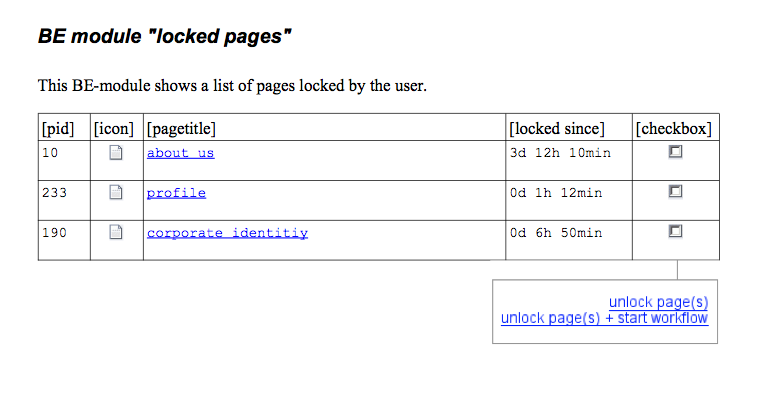 BE module "locked pages"
This BE-module shows a list of pages locked by the user.
[pid] [icon] [pagetitle] [locked since] [checkbox]
10 about us 3d 12h 10min
233 profile 0d 1h 12min
190 corporate identitiy 0d 6h 50min
unlock page(s)
unlock page(s) + start workflow